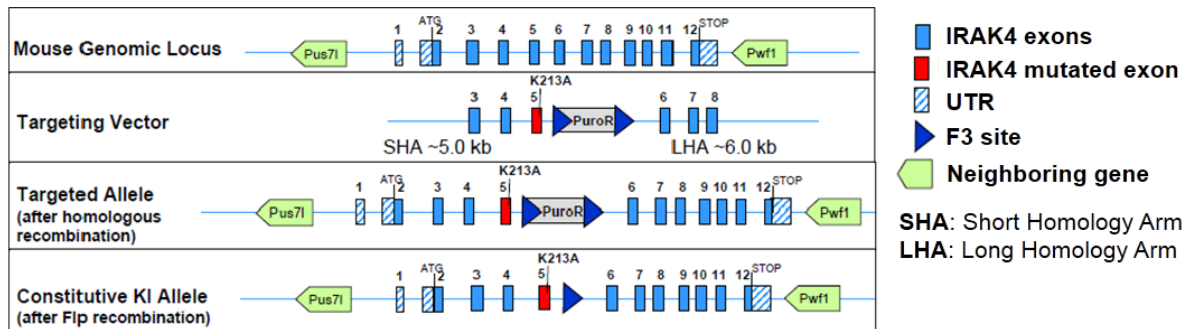 Mouse Genomic Locus
Pus7l
1
ATG
2
3
4
5
6
7
8
9
10
11
12
STOP
Pwf1
Targeting Vector
3
4
K213A
5
PuroR
6
7
8
SHA ~5.0 kb
LHA ~6.0 kb
Targeted Allele
(after homologous
recombination)
Pus7l
1
ATG
2
3
4
K213A
5
PuroR
6
7
8
9
10
11
12
STOP
Pwf1
Constitutive KI Allele
(after Flp recombination)
Pus7l
1
ATG
2
3
4
K213A
5
6
7
8
9
10
11
12
STOP
Pwf1
IRAK4 exons
IRAK4 mutated exon
UTR
F3 site
Neighboring gene
SHA: Short Homology Arm
LHA: Long Homology Arm